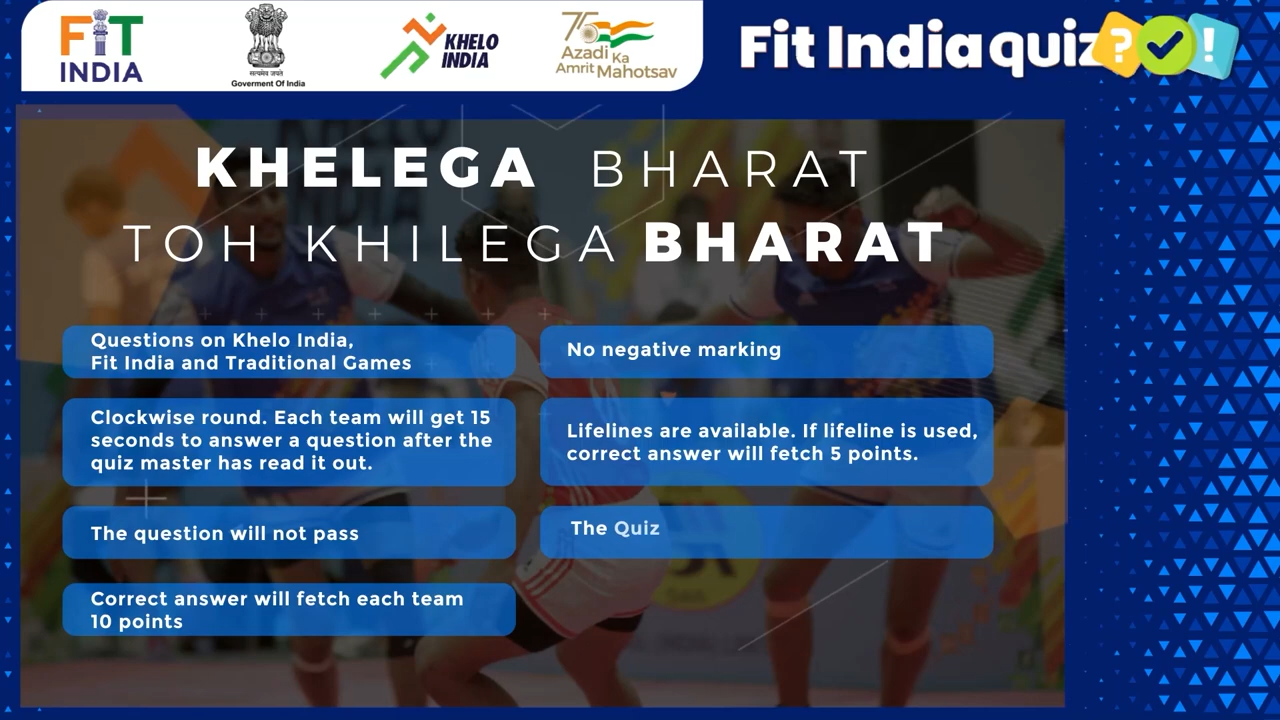 FIT
INDIA
सत्यमेव जयते
Goverment Of India
KHELO
INDIA
75
Azadi Ka
Amrit Mahotsav
Fit India quiz ? !
KHELEGA BHARAT
TOH KHILEGA BHARAT
Questions on Khelo India,
Fit India and Traditional Games
Clockwise round. Each team will get 15
seconds to answer a question after the
quiz master has read it out.
The question will not pass
Correct answer will fetch each team
10 points
No negative marking
Lifelines are available. If lifeline is used,
correct answer will fetch 5 points.
The Quiz